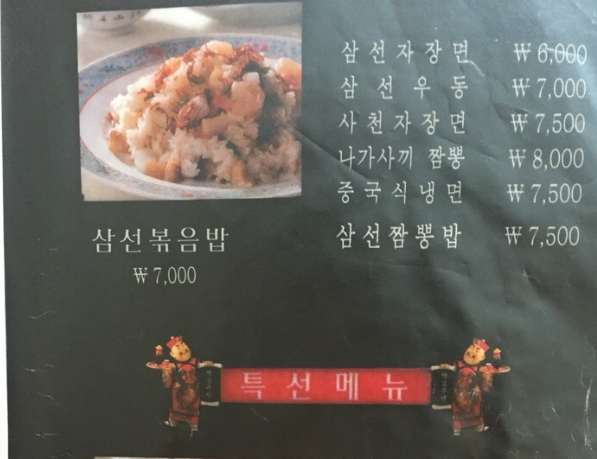 삼선자장면 ₩6,000
삼선우동 ₩7,000
사천자장면 ₩7,500
나가사끼 짬뽕 ₩8,000
중국식냉면 ₩7,500
삼선짬뽕밥 ₩7,500
삼선볶음밥
₩7,000
특선메뉴